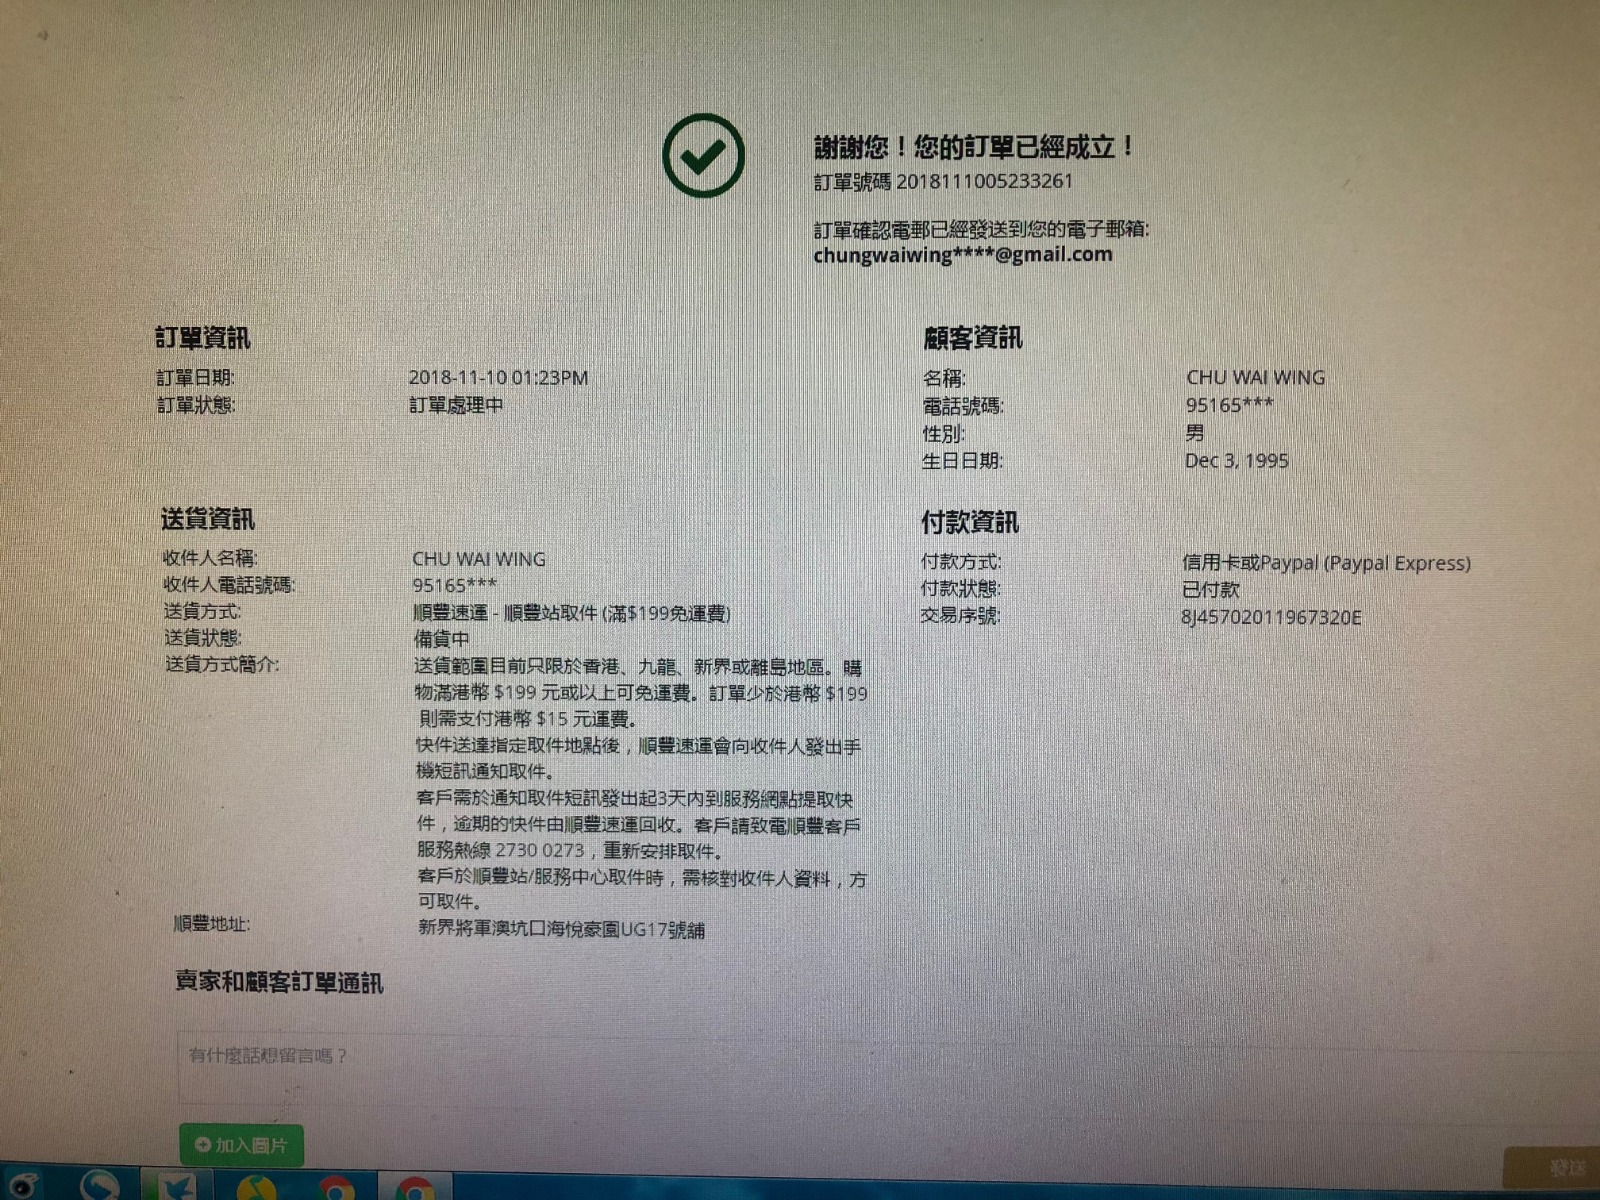 謝謝您！您的訂單已經成立！
訂單號碼 2018111005233261
訂單確認電郵已經發送到您的電子郵箱:
chungwaiwing****@gmail.com
訂單資訊
訂單日期: 2018-11-10 01:23PM
訂單狀態: 訂單處理中
顧客資訊
名稱: CHU WAI WING
電話號碼: 95165***
性別: 男
生日日期: Dec 3, 1995
送貨資訊
收件人名稱: CHU WAI WING
收件人電話號碼: 95165***
送貨方式: 順豐速運 - 順豐站取件 (滿$199免運費)
送貨狀態: 備貨中
送貨方式簡介: 送貨範圍目前只限於香港、九龍、新界或離島地區。購
物滿港幣 $199 元或以上可免運費。訂單少於港幣 $199
則需支付港幣 $15 元運費。
快件送達指定取件地點後，順豐速運會向收件人發出手
機短訊通知取件。
客戶需於通知取件短訊發出起3天內到服務網點提取快
件，逾期的快件由順豐速運回收。客戶請致電順豐客戶
服務熱線 2730 0273，重新安排取件。
客戶於順豐站/服務中心取件時，需核對收件人資料，方
可取件。
順豐地址: 新界將軍澳坑口海悅豪園UG17號舖
付款資訊
付款方式: 信用卡或Paypal (Paypal Express)
付款狀態: 已付款
交易序號: 8J45702011967320E
賣家和顧客訂單通訊
有什麼話想留言嗎？
加入圖片
發送